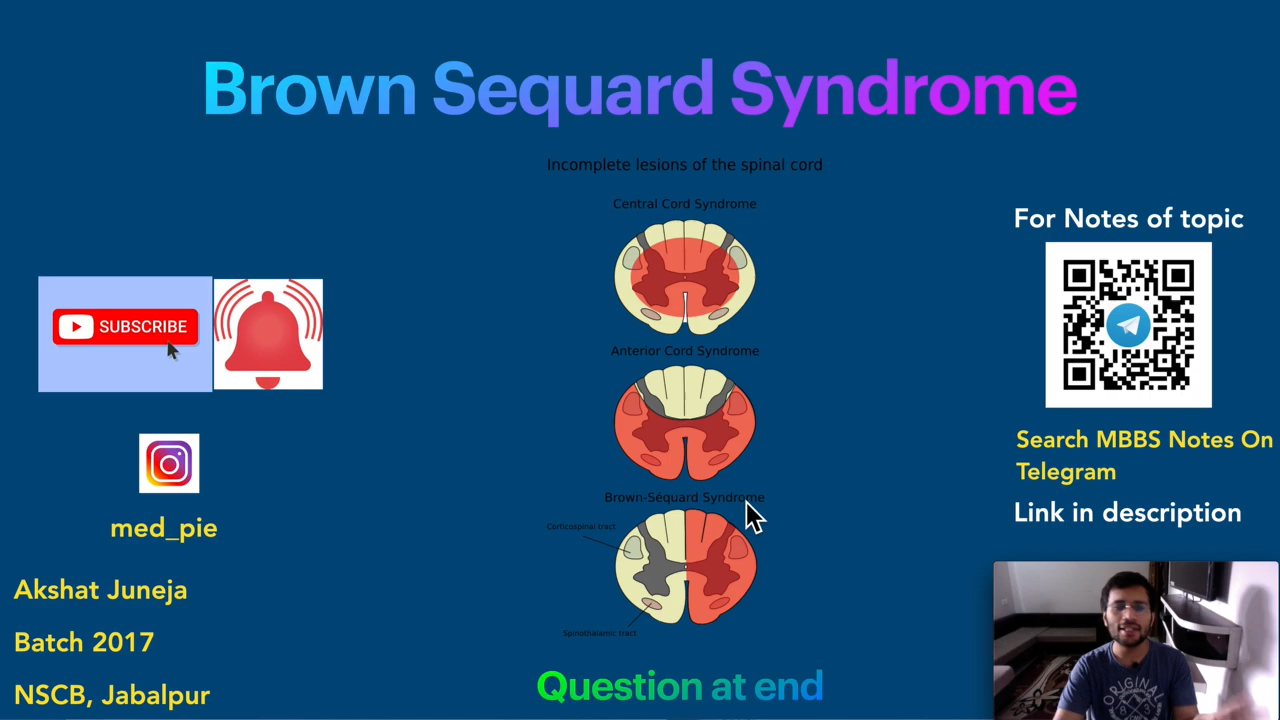 Brown Sequard Syndrome
Incomplete lesions of the spinal cord
Central Cord Syndrome
Anterior Cord Syndrome
Brown-Séquard Syndrome
Corticospinal tract
Spinothalamic tract
Question at end
SUBSCRIBE
med_pie
Akshat Juneja
Batch 2017
NSCB, Jabalpur
For Notes of topic
Search MBBS Notes On
Telegram
Link in description
ORIGINAL